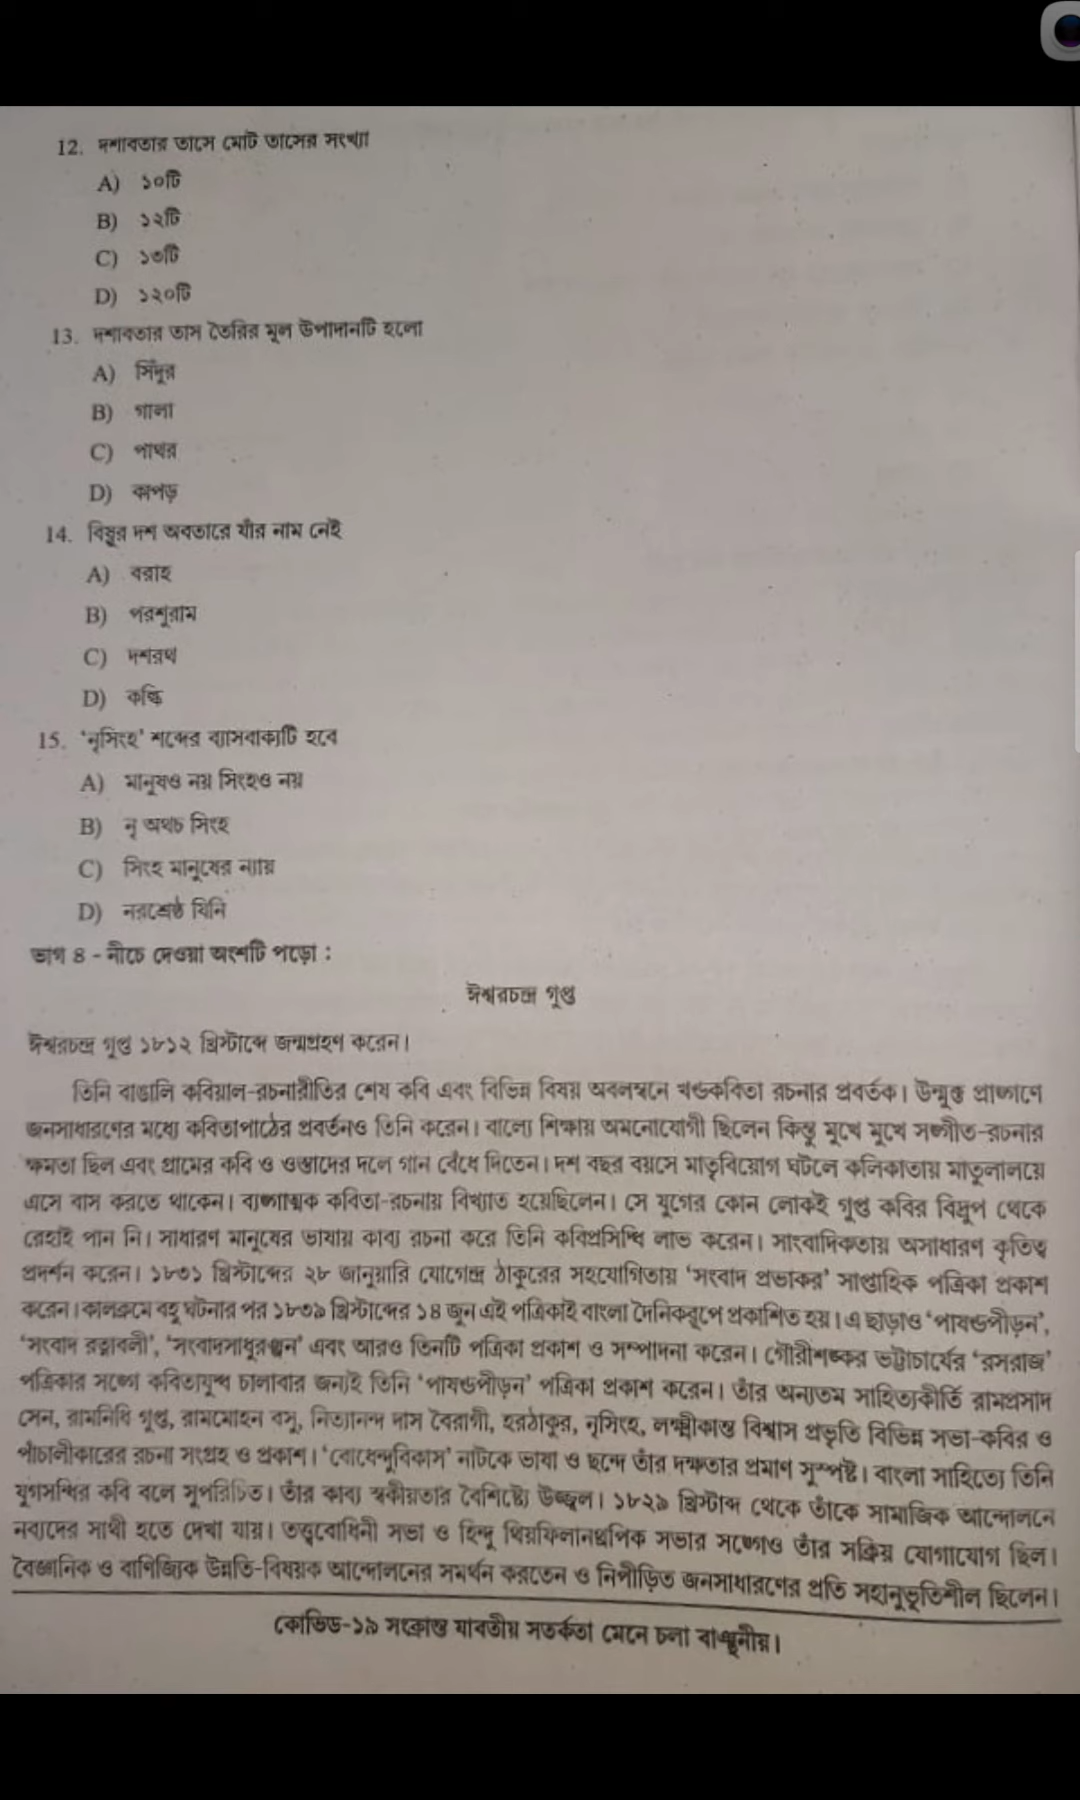 12. দশাবতার তাসে মোট তাসের সংখ্যা
A) ১০টি
B) ১২টি
C) ১৩টি
D) ১২০টি
13. দশাবতার তাস তৈরির মূল উপাদানটি হলো
A) সিঁদুর
B) গালা
C) পাথর
D) কাপড়
14. বিষ্ণুর দশ অবতারে যাঁর নাম নেই
A) বরাহ
B) পরশুরাম
C) দশরথ
D) কল্কি
15. 'নৃসিংহ' শব্দের ব্যাসবাক্যটি হবে
A) মানুষও নয় সিংহও নয়
B) নৃ অথচ সিংহ
C) সিংহ মানুষের ন্যায়
D) নরশ্রেষ্ঠ যিনি
ভাগ ৪ - নীচে দেওয়া অংশটি পড়ো :
ঈশ্বরচন্দ্র গুপ্ত
ঈশ্বরচন্দ্র গুপ্ত ১৮১২ খ্রিস্টাব্দে জন্মগ্রহণ করেন।
তিনি বাঙালি কবিয়াল-রচনারীতির শেষ কবি এবং বিভিন্ন বিষয় অবলম্বনে খন্ডকবিতা রচনার প্রবর্তক। উন্মুক্ত প্রাঙ্গণে
জনসাধারণের মধ্যে কবিতাপাঠের প্রবর্তনও তিনি করেন। বাল্যে শিক্ষায় অমনোযোগী ছিলেন কিন্তু মুখে মুখে সঙ্গীত-রচনার
ক্ষমতা ছিল এবং গ্রামের কবি ও ওস্তাদের দলে গান বেঁধে দিতেন। দশ বছর বয়সে মাতৃবিয়োগ ঘটলে কলিকাতায় মাতুলালয়ে
এসে বাস করতে থাকেন। ব্যঙ্গাত্মক কবিতা-রচনায় বিখ্যাত হয়েছিলেন। সে যুগের কোন লোকই গুপ্ত কবির বিদ্রুপ থেকে
রেহাই পান নি। সাধারণ মানুষের ভাষায় কাব্য রচনা করে তিনি কবিপ্রসিদ্ধি লাভ করেন। সাংবাদিকতায় অসাধারণ কৃতিত্ব
প্রদর্শন করেন। ১৮৩১ খ্রিস্টাব্দের ২৮ জানুয়ারি যোগেন্দ্র ঠাকুরের সহযোগিতায় 'সংবাদ প্রভাকর' সাপ্তাহিক পত্রিকা প্রকাশ
করেন। কালক্রমে বহু ঘটনার পর ১৮৩৯ খ্রিস্টাব্দের ১৪ জুন এই পত্রিকাই বাংলা দৈনিকরূপে প্রকাশিত হয়। এ ছাড়াও 'পাষন্ডপীড়ন',
'সংবাদ রত্নাবলী', 'সংবাদসাধুরঞ্জন' এবং আরও তিনটি পত্রিকা প্রকাশ ও সম্পাদনা করেন। গৌরীশঙ্কর ভট্টাচার্যের 'রসরাজ'
পত্রিকার সঙ্গে কবিতাযুদ্ধ চালাবার জন্যই তিনি 'পাষন্ডপীড়ন' পত্রিকা প্রকাশ করেন। তাঁর অন্যতম সাহিত্যকীর্তি রামপ্রসাদ
সেন, রামনিধি গুপ্ত, রামমোহন বসু, নিত্যানন্দ দাস বৈরাগী, হরঠাকুর, নৃসিংহ, লক্ষ্মীকান্ত বিশ্বাস প্রভৃতি বিভিন্ন সভা-কবির ও
পাঁচালীকারের রচনা সংগ্রহ ও প্রকাশ। 'বোধেন্দুবিকাস' নাটকে ভাষা ও ছন্দে তাঁর দক্ষতার প্রমাণ সুস্পষ্ট। বাংলা সাহিত্যে তিনি
যুগসন্ধির কবি বলে সুপরিচিত। তাঁর কাব্য স্বকীয়তার বৈশিষ্ট্যে উজ্জ্বল। ১৮২৯ খ্রিস্টাব্দ থেকে তাঁকে সামাজিক আন্দোলনে
নব্যদের সাথী হতে দেখা যায়। তত্ত্ববোধিনী সভা ও হিন্দু থিয়ফিলানথ্রপিক সভার সঙ্গেও তাঁর সক্রিয় যোগাযোগ ছিল।
বৈজ্ঞানিক ও বাণিজ্যিক উন্নতি-বিষয়ক আন্দোলনের সমর্থন করতেন ও নিপীড়িত জনসাধারণের প্রতি সহানুভূতিশীল ছিলেন।
কোভিড-১৯ সংক্রান্ত যাবতীয় সতর্কতা মেনে চলা বাঞ্ছনীয়।